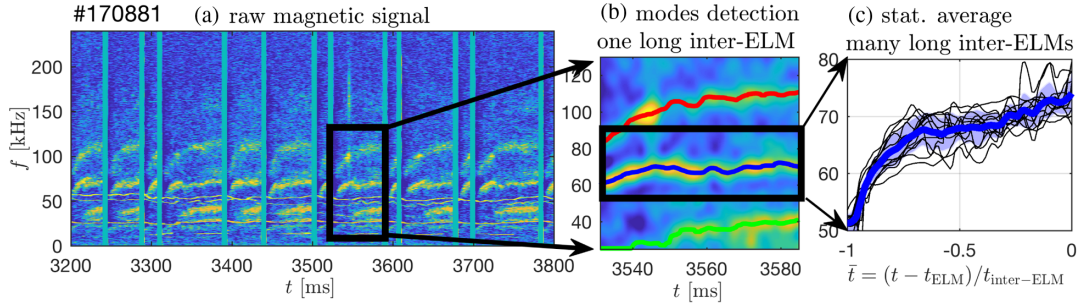 #170881 (a) raw magnetic signal
(b) modes detection
one long inter-ELM
(c) stat. average
many long inter-ELMs
f [kHz]
200
150
100
50
0
3200 3300 3400 3500 3600 3700 3800
t [ms]
120
100
80
60
40
3540 3560 3580
t [ms]
80
70
60
50
-1 -0.5 0
t̄ = (t − t_ELM)/t_inter−ELM